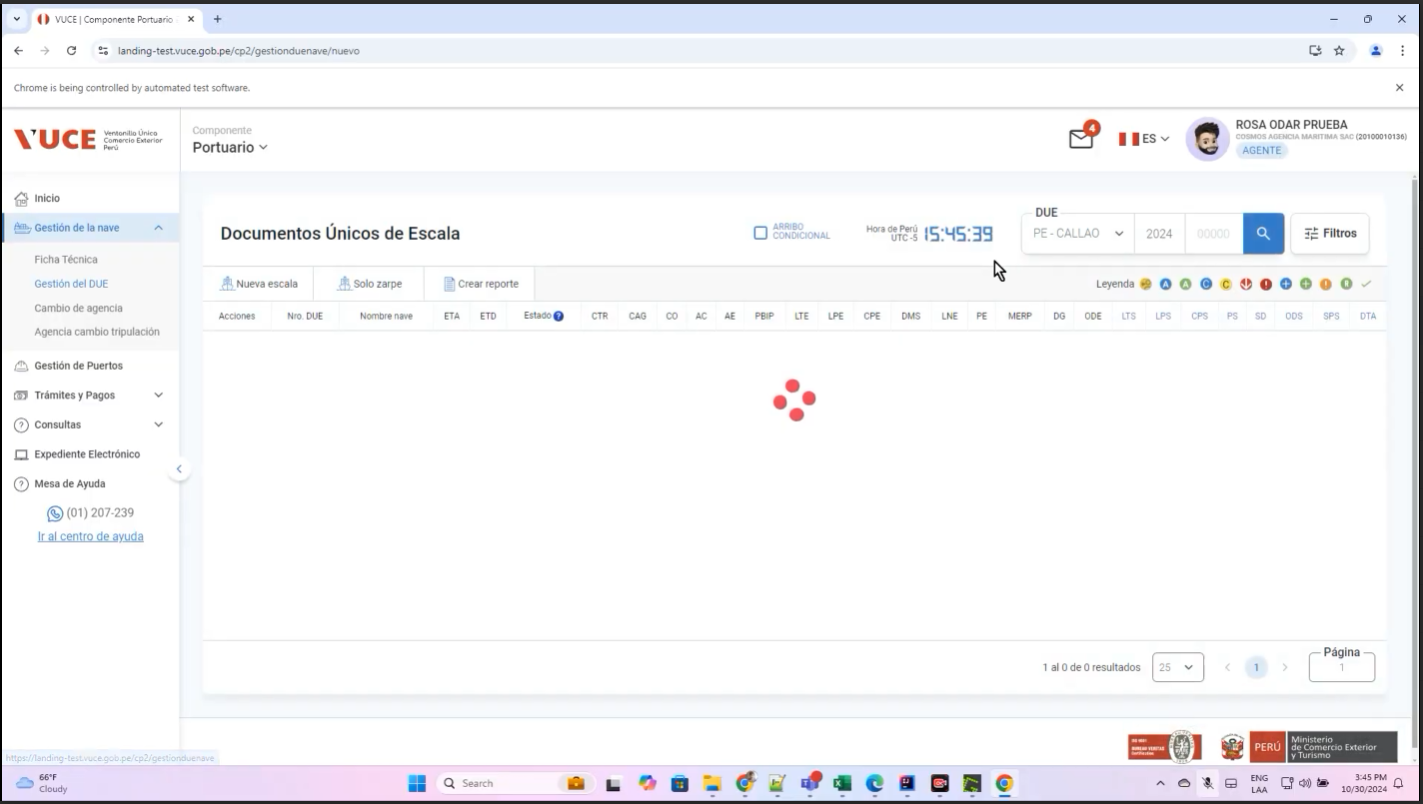 VUCE | Componente Portuario
landing-test.vuce.gob.pe/cp2/gestionduenave/nuevo
Chrome is being controlled by automated test software.
VUCE Ventanilla Única
Comercio Exterior
Perú
Componente
Portuario
4
ES
ROSA ODAR PRUEBA
COSMOS AGENCIA MARITIMA SAC (20100010136)
AGENTE
Inicio
Gestión de la nave
Ficha Técnica
Gestión del DUE
Cambio de agencia
Agencia cambio tripulación
Gestión de Puertos
Trámites y Pagos
Consultas
Expediente Electrónico
Mesa de Ayuda
(01) 207-239
Ir al centro de ayuda
Documentos Únicos de Escala
ARRIBO
CONDICIONAL
Hora de Perú
UTC -5
15:45:39
DUE
PE - CALLAO 2024 00000
Filtros
Nueva escala Solo zarpe Crear reporte
Leyenda
Acciones Nro. DUE Nombre nave ETA ETD Estado CTR CAG CO AC AE PBIP LTE LPE CPE DMS LNE PE MERP DG ODE LTS LPS CPS PS SD ODS SPS DTA
1 al 0 de 0 resultados 25 1
Página
1
BUREAU VERITAS
PERÚ Ministerio
de Comercio Exterior
y Turismo
https://landing-test.vuce.gob.pe/cp2/gestionduenave
66°F
Cloudy
Search
ENG
LAA
3:45 PM
10/30/2024